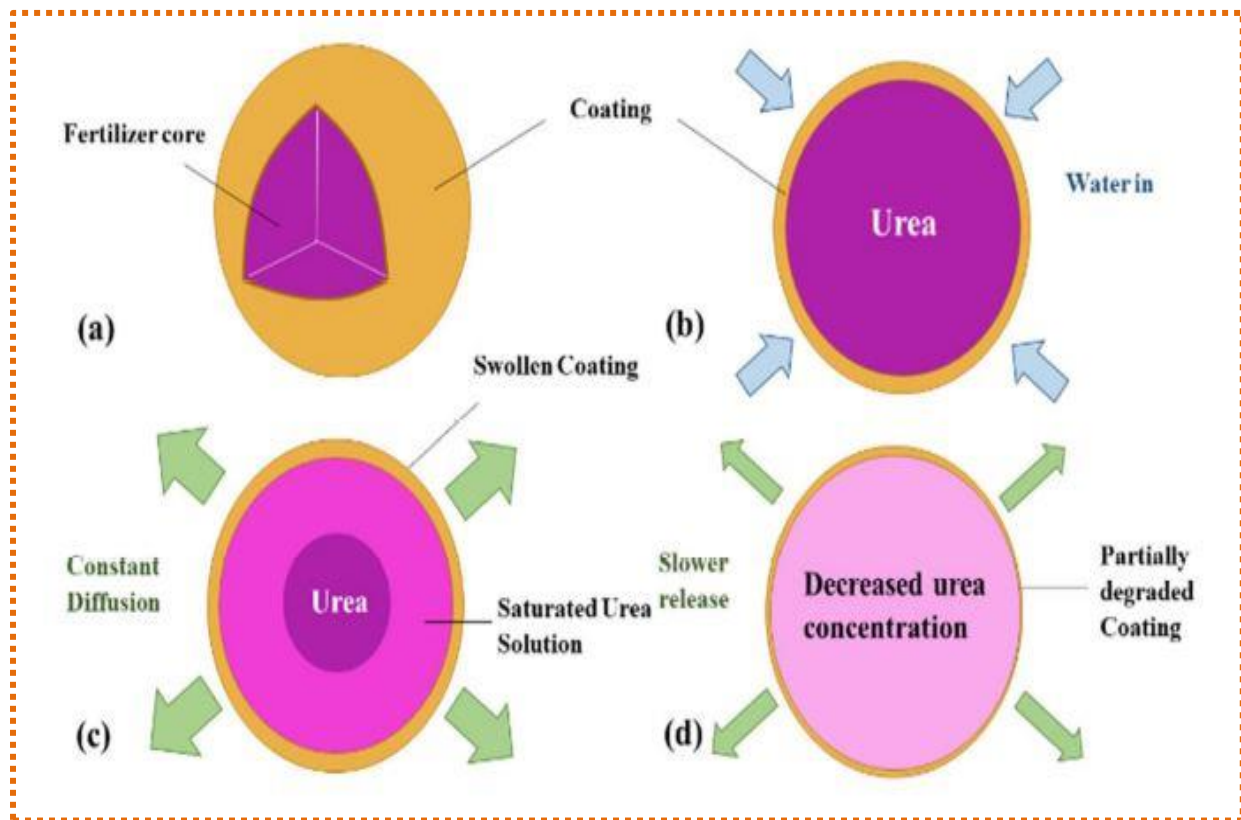 Fertilizer core
Coating
(a)
Urea
Water in
(b)
Swollen Coating
Constant
Diffusion
Urea
Saturated Urea
Solution
(c)
Slower
release
Decreased urea
concentration
Partially
degraded
Coating
(d)